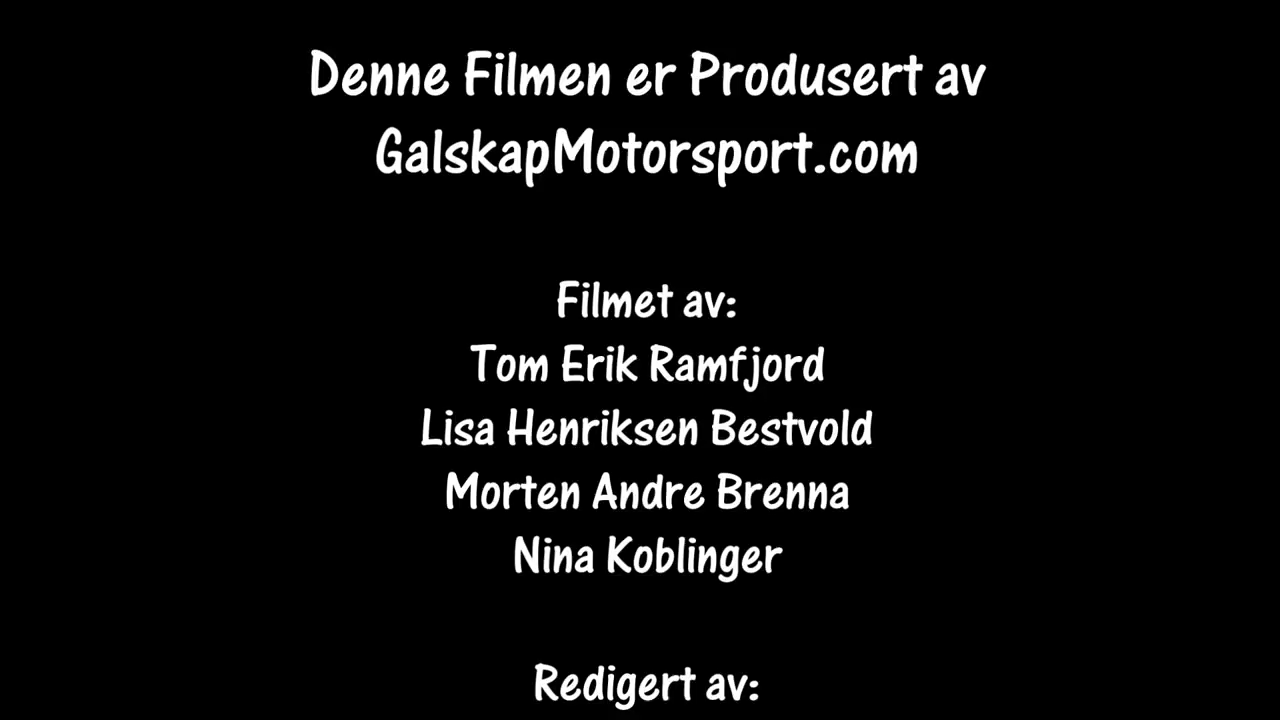 Denne Filmen er Produsert av
GalskapMotorsport.com
Filmet av:
Tom Erik Ramfjord
Lisa Henriksen Bestvold
Morten Andre Brenna
Nina Koblinger
Redigert av: